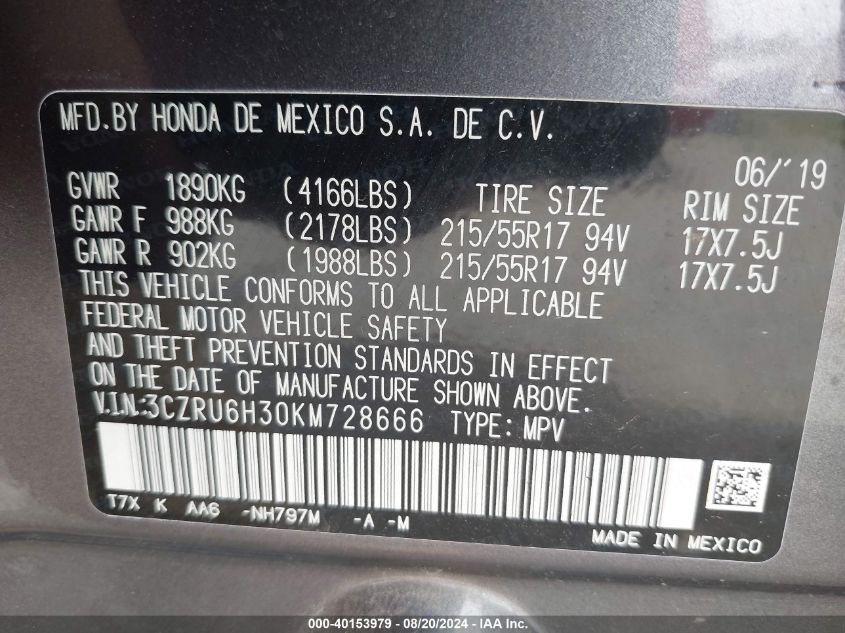 MFD.BY HONDA DE MEXICO S.A. DE C.V.
06/'19
GVWR 1890KG (4166LBS) TIRE SIZE RIM SIZE
GAWR F 988KG (2178LBS) 215/55R17 94V 17X7.5J
GAWR R 902KG (1988LBS) 215/55R17 94V 17X7.5J
THIS VEHICLE CONFORMS TO ALL APPLICABLE
FEDERAL MOTOR VEHICLE SAFETY
AND THEFT PREVENTION STANDARDS IN EFFECT
ON THE DATE OF MANUFACTURE SHOWN ABOVE.
V.I.N:3CZRU6H30KM728666 TYPE: MPV
T7X K AA6 -NH797M -A -M
MADE IN MEXICO
000-40153979 - 08/20/2024 - IAA Inc.